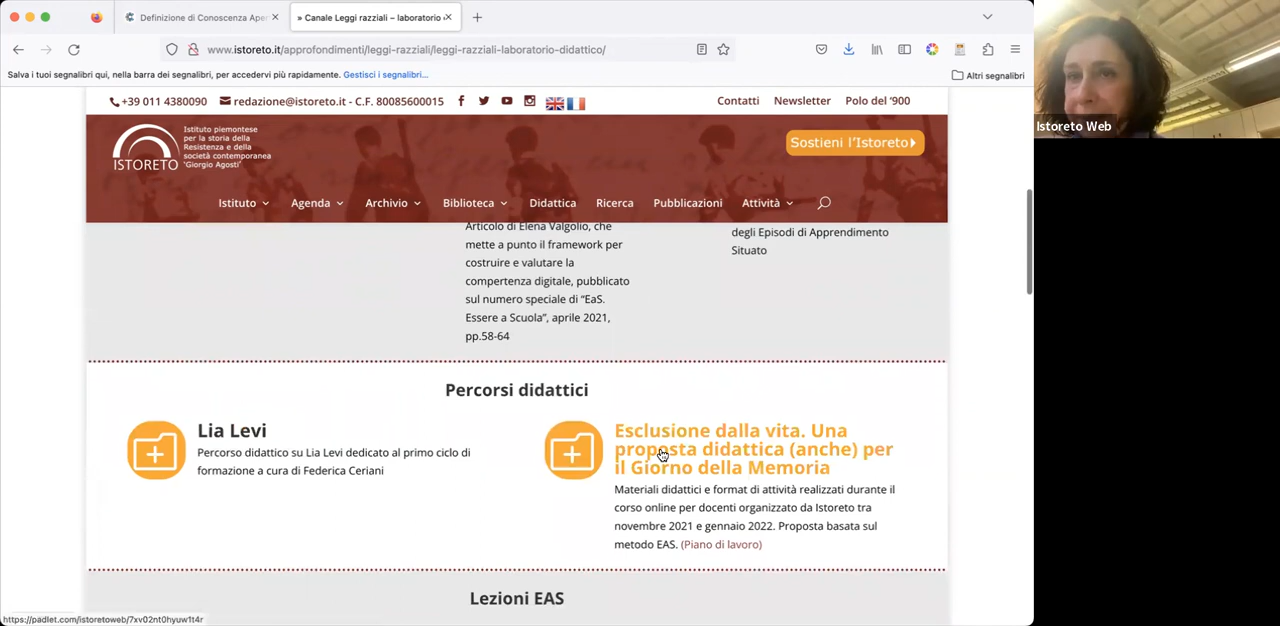 Definizione di Conoscenza Aper
» Canale Leggi razziali – laboratorio
www.istoreto.it/approfondimenti/leggi-razziali/leggi-razziali-laboratorio-didattico/
Salva i tuoi segnalibri qui, nella barra dei segnalibri, per accedervi più rapidamente. Gestisci i segnalibri...
Altri segnalibri
+39 011 4380090
redazione@istoreto.it - C.F. 80085600015
Contatti
Newsletter
Polo del '900
ISTORETO
Istituto piemontese
per la storia della
Resistenza e della
società contemporanea
'Giorgio Agosti'
Sostieni l'Istoreto
Istituto
Agenda
Archivio
Biblioteca
Didattica
Ricerca
Pubblicazioni
Attività
Articolo di Elena Valgolio, che
mette a punto il framework per
costruire e valutare la
compertenza digitale, pubblicato
sul numero speciale di “EaS.
Essere a Scuola”, aprile 2021,
pp.58-64
degli Episodi di Apprendimento
Situato
Percorsi didattici
Lia Levi
Percorso didattico su Lia Levi dedicato al primo ciclo di
formazione a cura di Federica Ceriani
Esclusione dalla vita. Una
proposta didattica (anche) per
il Giorno della Memoria
Materiali didattici e format di attività realizzati durante il
corso online per docenti organizzato da Istoreto tra
novembre 2021 e gennaio 2022. Proposta basata sul
metodo EAS. (Piano di lavoro)
Lezioni EAS
https://padlet.com/istoretoweb/7xv02nt0hyuw1t4r
Istoreto Web